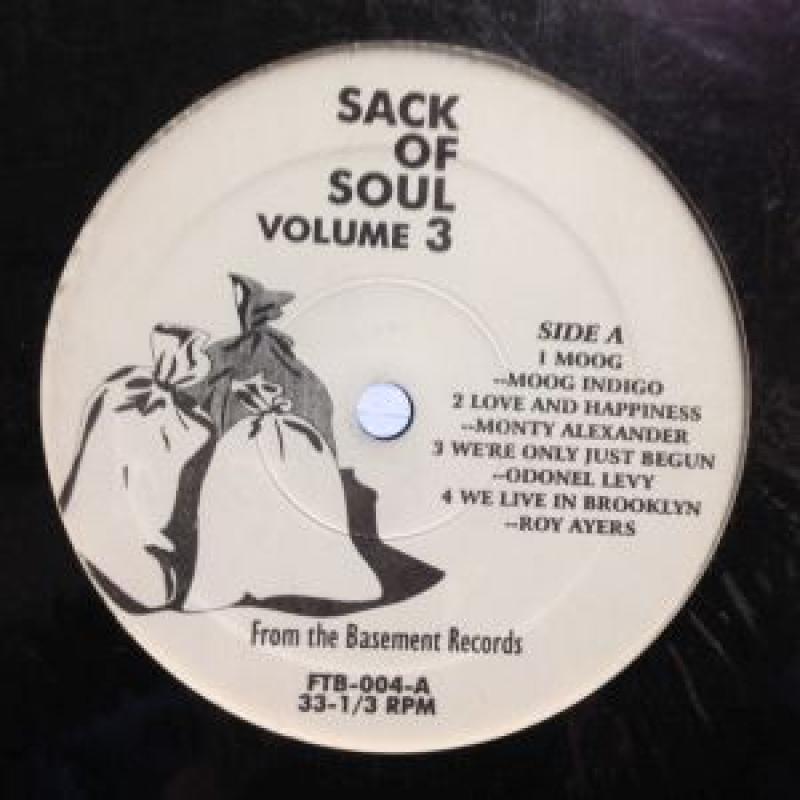 SACK
OF
SOUL
VOLUME 3
SIDE A
1 MOOG
--MOOG INDIGO
2 LOVE AND HAPPINESS
--MONTY ALEXANDER
3 WE'RE ONLY JUST BEGUN
--ODONEL LEVY
4 WE LIVE IN BROOKLYN
--ROY AYERS
From the Basement Records
FTB-004-A
33-1/3 RPM